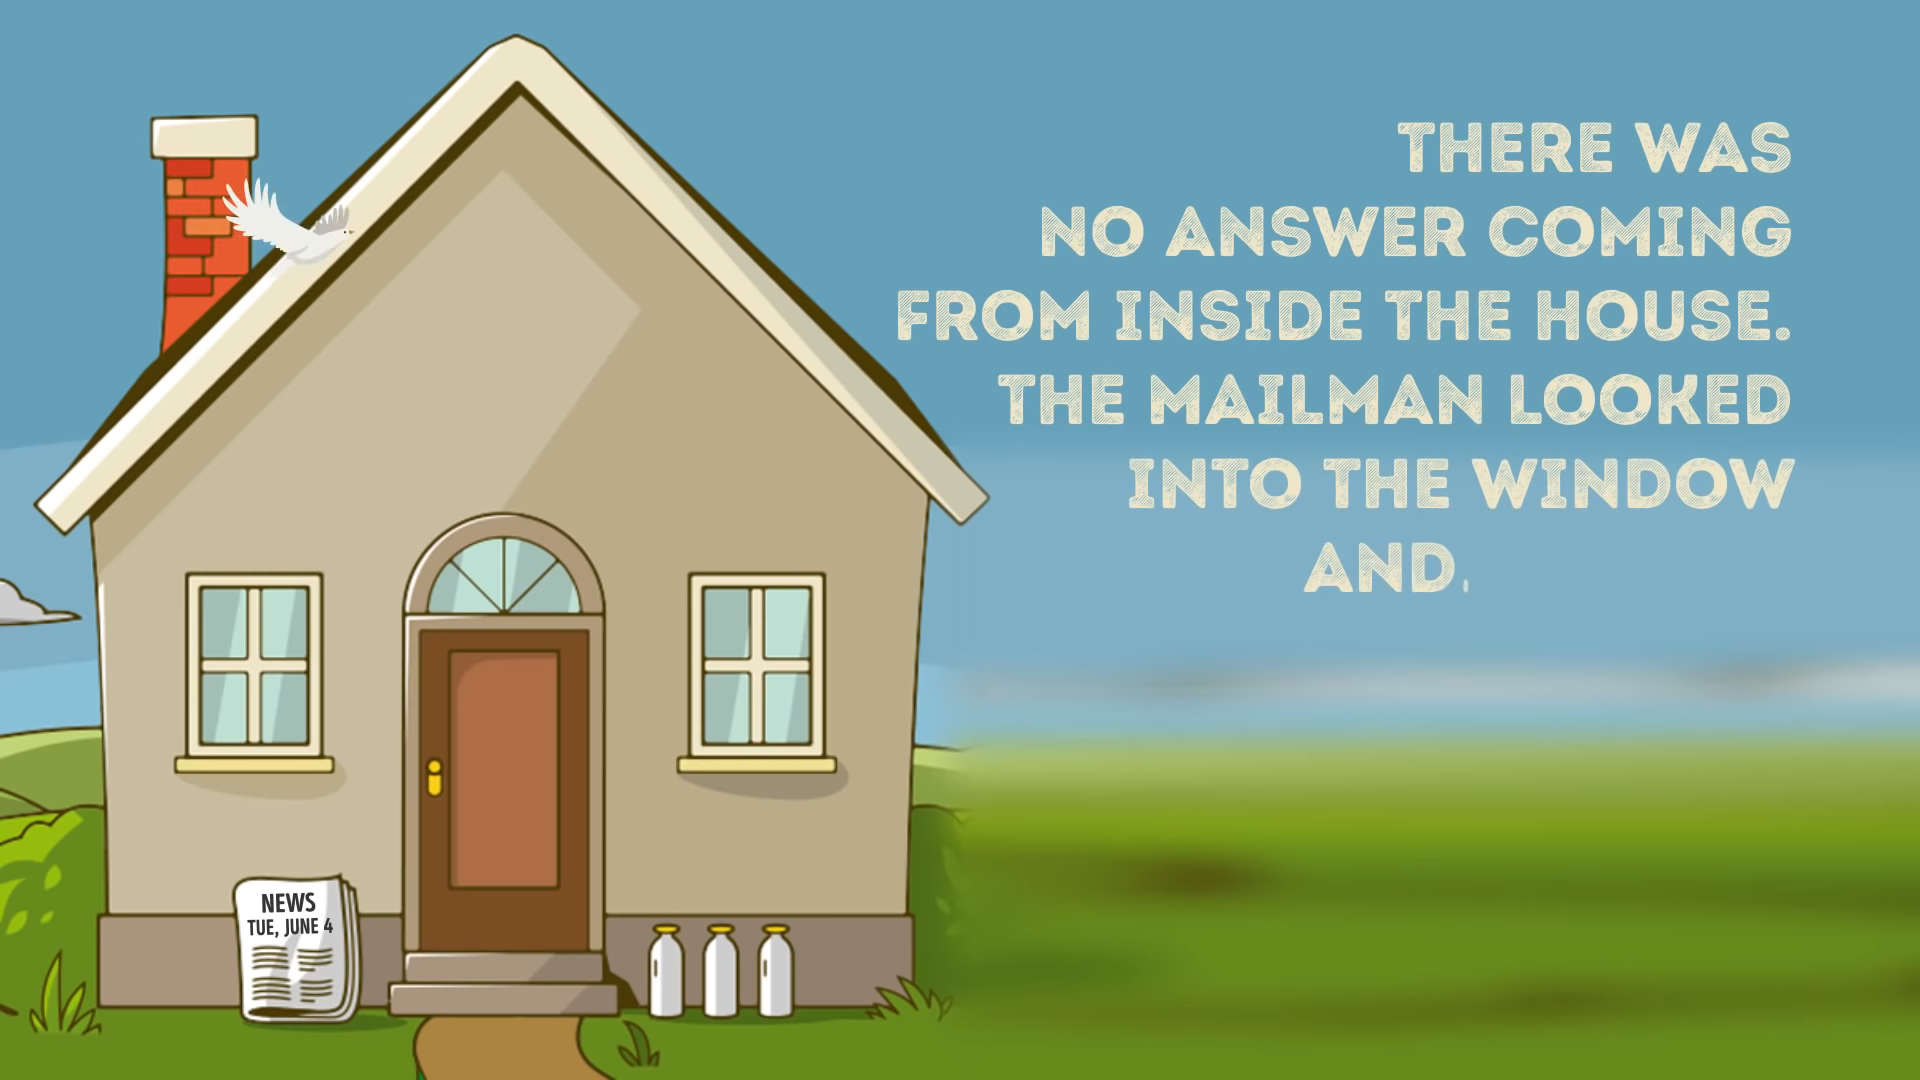 THERE WAS
NO ANSWER COMING
FROM INSIDE THE HOUSE.
THE MAILMAN LOOKED
INTO THE WINDOW
AND.
NEWS
TUE, JUNE 4